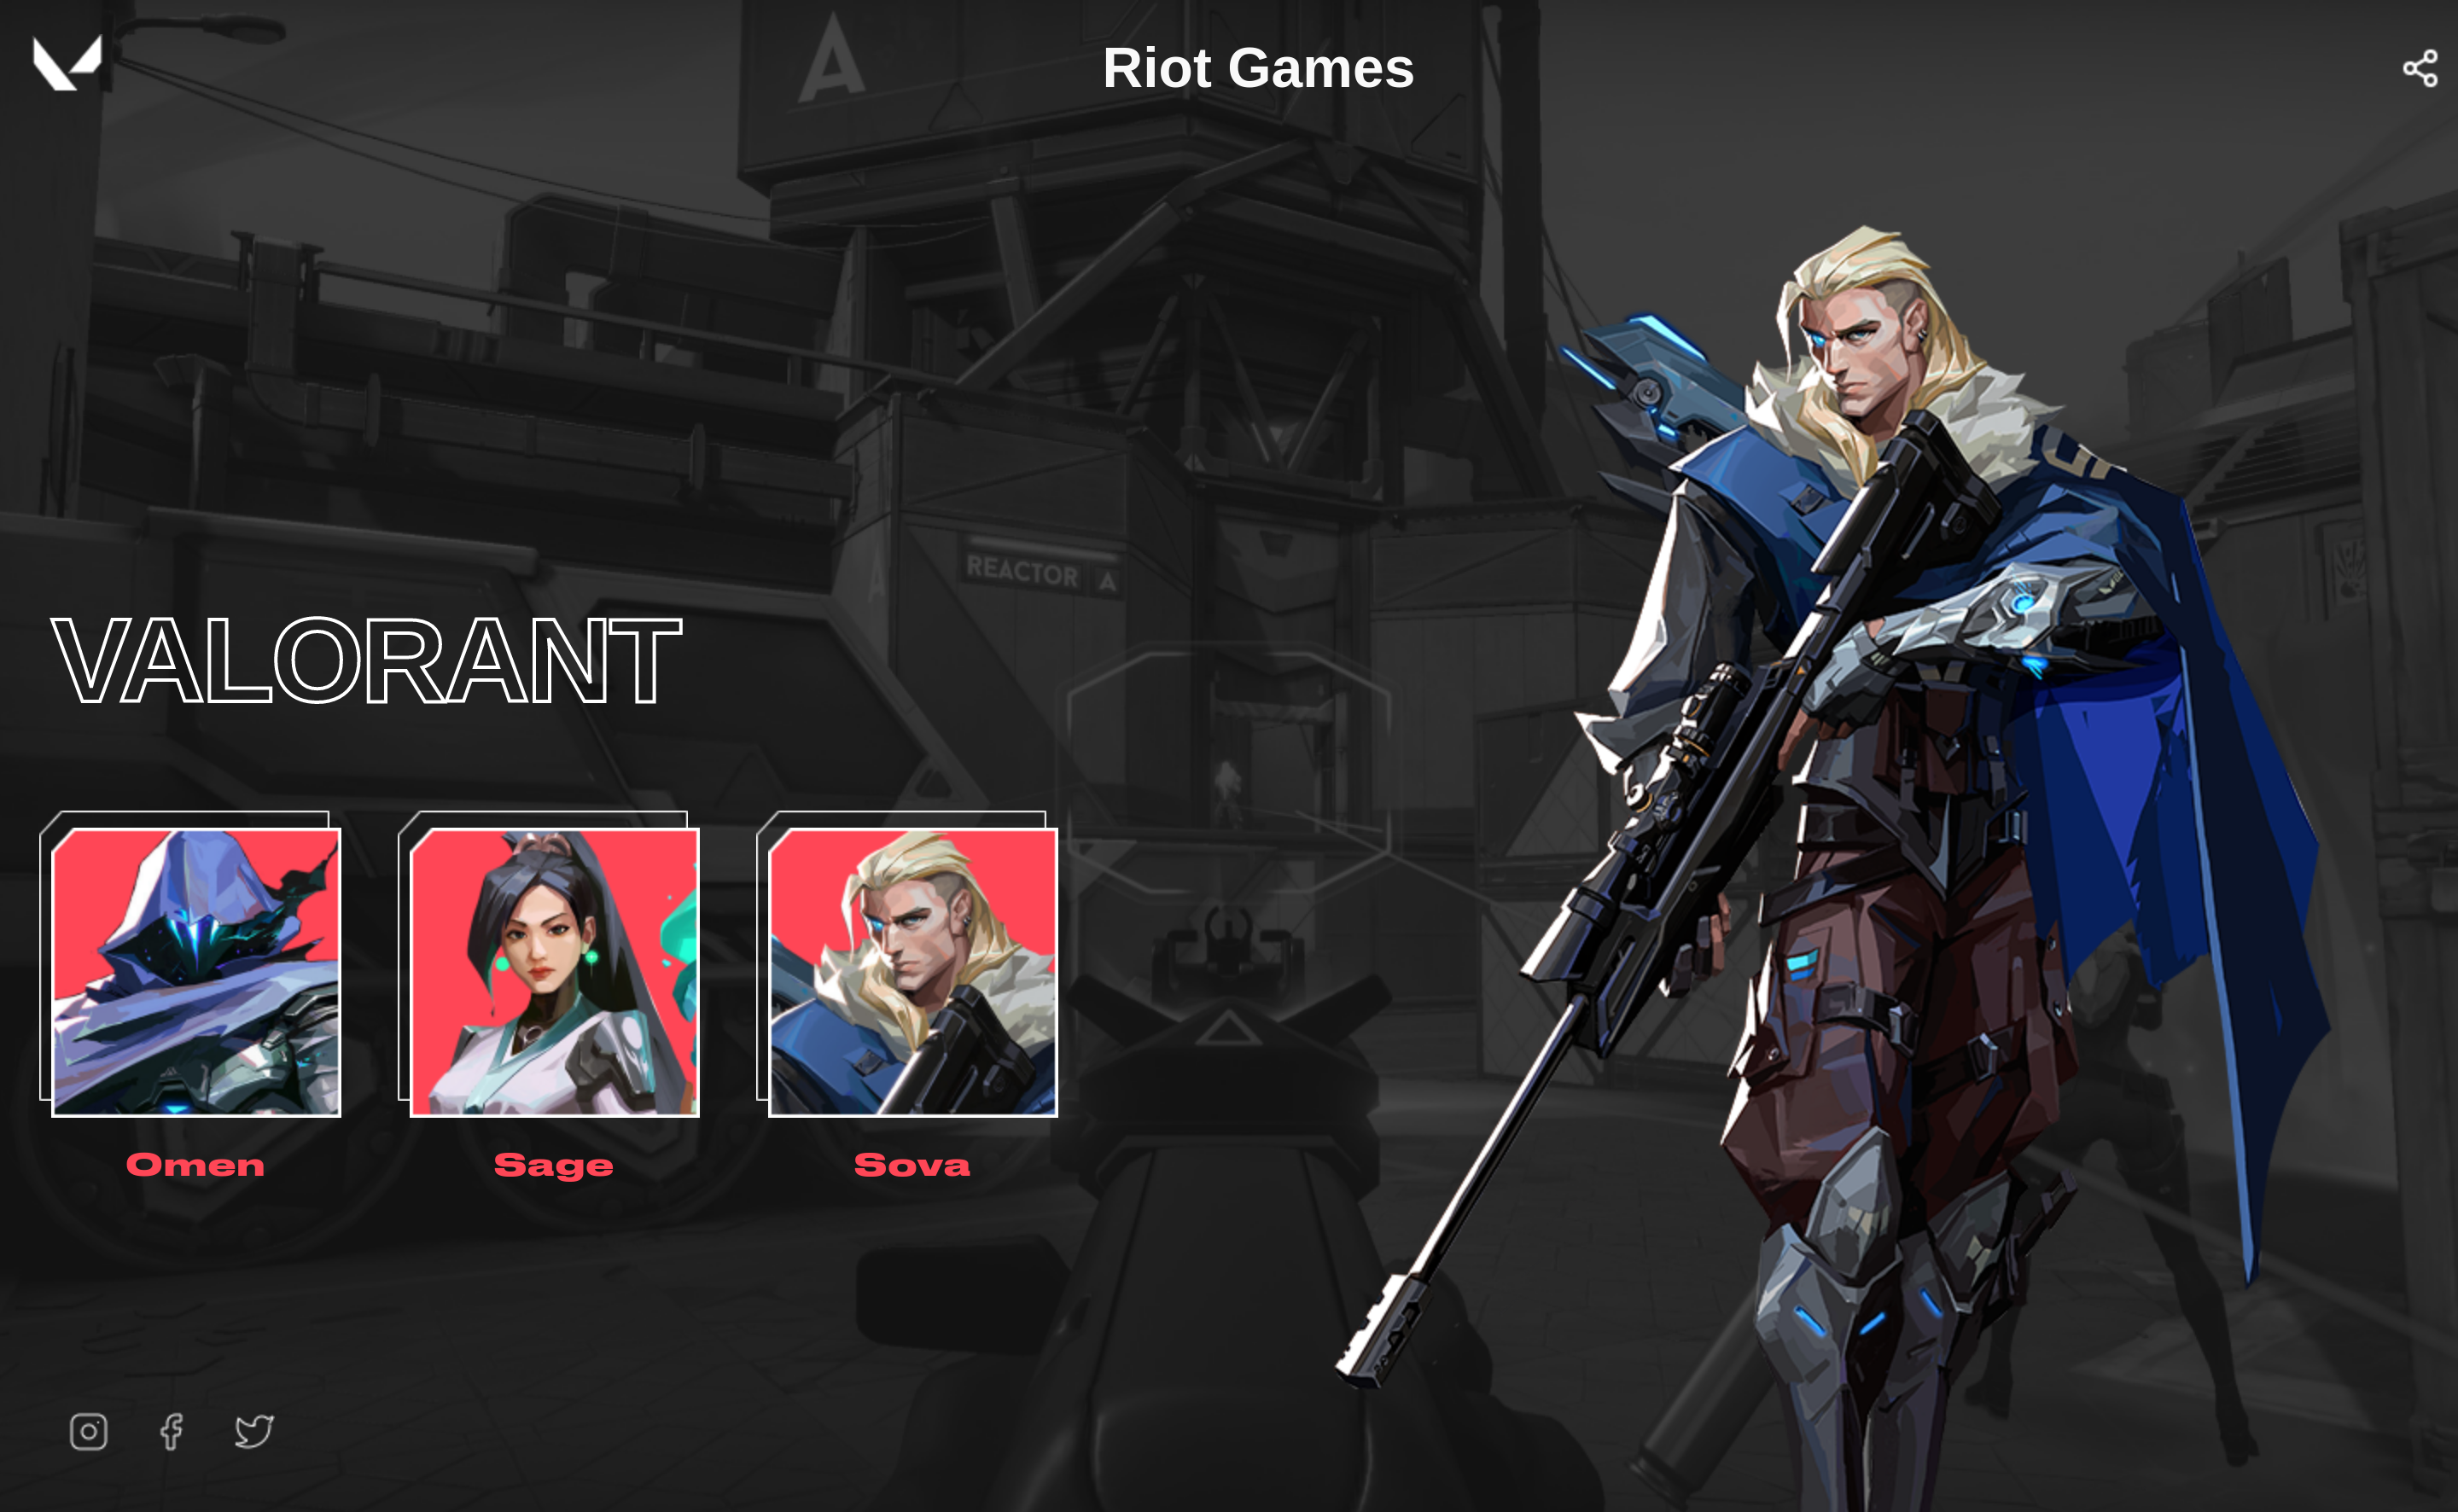 A
Riot Games
REACTOR A
VALORANT
Omen
Sage
Sova